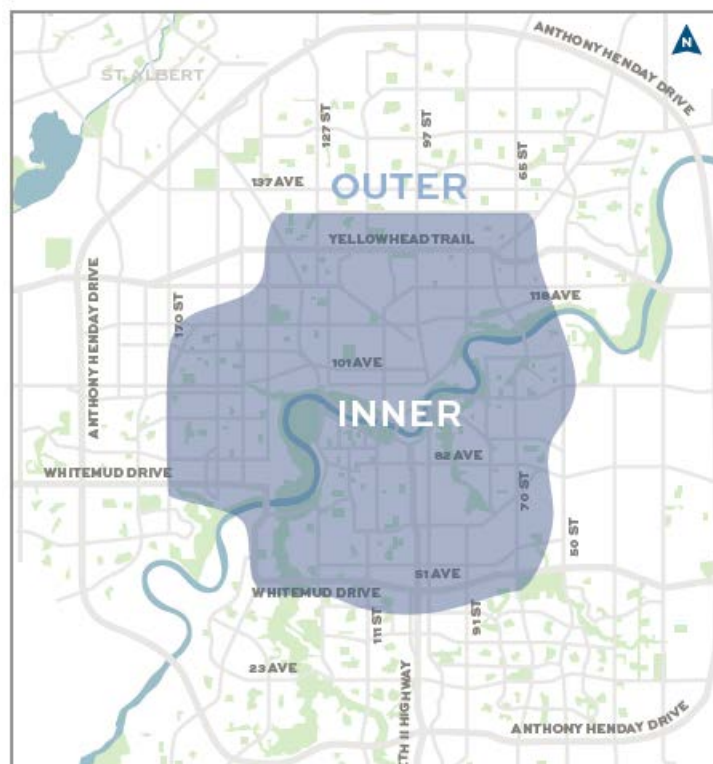 N
ANTHONY HENDAY DRIVE
ST. ALBERT
127 ST
97 ST
65 ST
137 AVE
OUTER
YELLOWHEAD TRAIL
118 AVE
170 ST
ANTHONY HENDAY DRIVE
101 AVE
INNER
82 AVE
WHITEMUD DRIVE
70 ST
50 ST
51 AVE
WHITEMUD DRIVE
111 ST
91 ST
23 AVE
ANTHONY HENDAY DRIVE
HIGHWAY